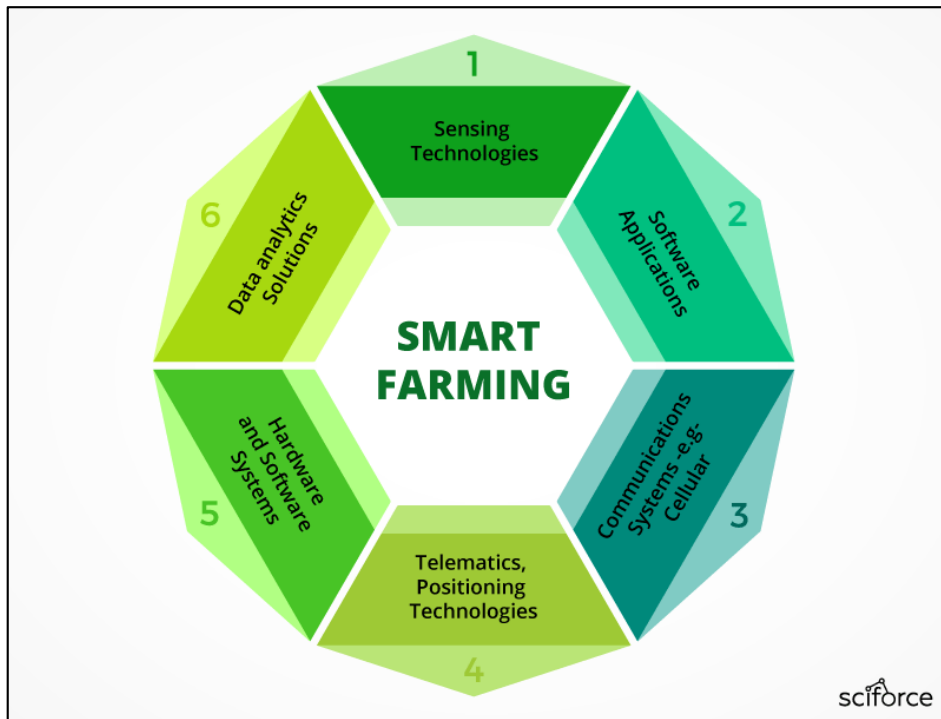 1
Sensing
Technologies
2
Software
Applications
3
Communications
Systems -e.g-
Cellular
4
Telematics,
Positioning
Technologies
5
Hardware
and Software
Systems
6
Data analytics
Solutions
SMART
FARMING
sciforce